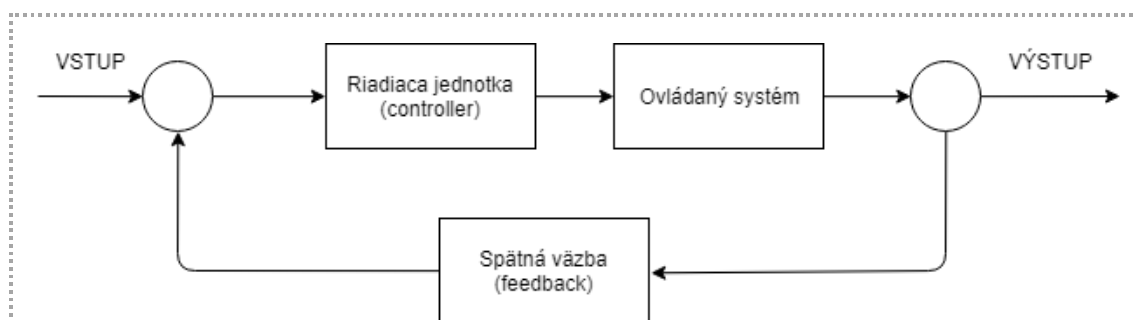 VSTUP
Riadiaca jednotka
(controller)
Ovládaný systém
VÝSTUP
Spätná väzba
(feedback)